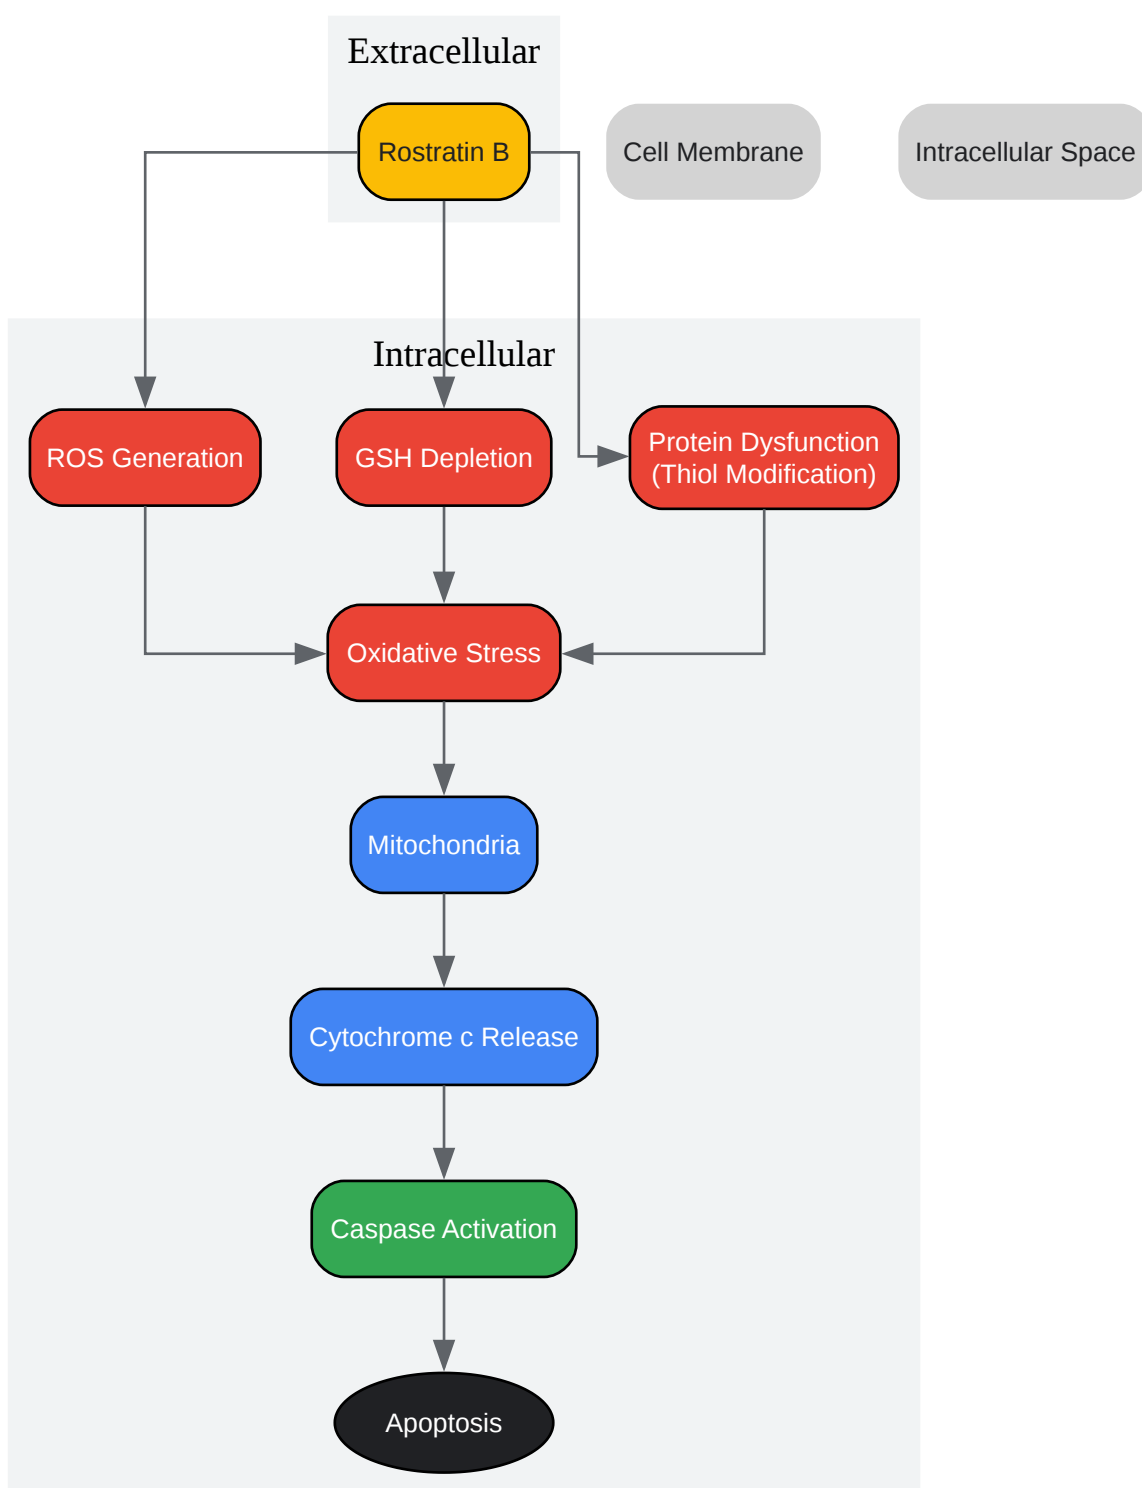 Extracellular
Rostratin B
Cell Membrane
Intracellular Space
Intracellular
ROS Generation
GSH Depletion
Protein Dysfunction
(Thiol Modification)
Oxidative Stress
Mitochondria
Cytochrome c Release
Caspase Activation
Apoptosis